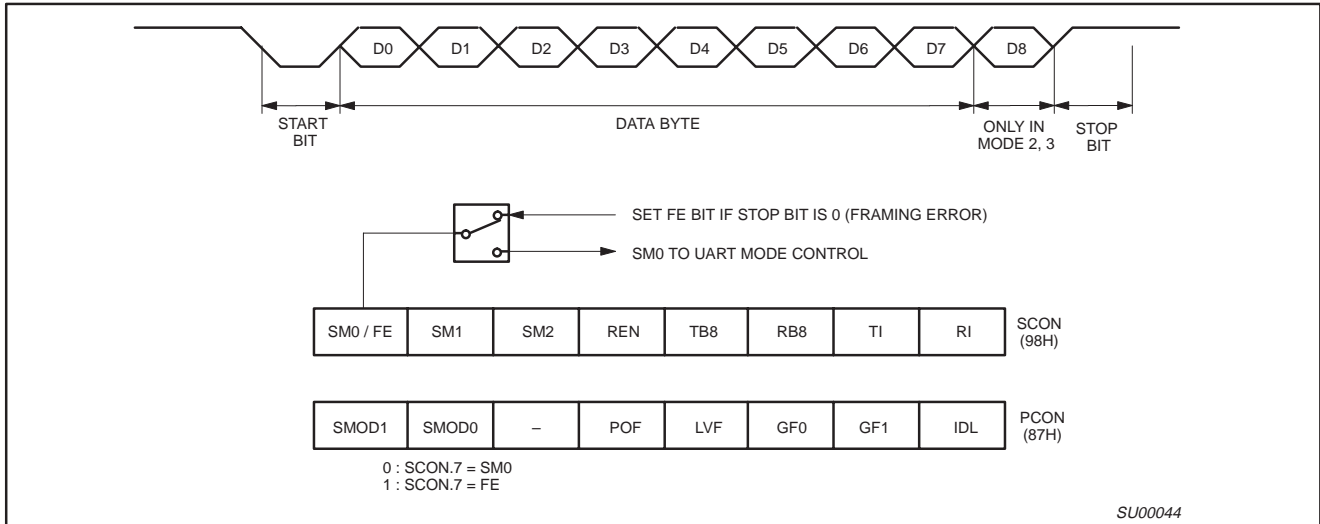 D0 D1 D2 D3 D4 D5 D6 D7 D8
START
BIT
DATA BYTE
ONLY IN
MODE 2, 3
STOP
BIT
SET FE BIT IF STOP BIT IS 0 (FRAMING ERROR)
SM0 TO UART MODE CONTROL
SM0 / FE SM1 SM2 REN TB8 RB8 TI RI
SCON
(98H)
SMOD1 SMOD0 – POF LVF GF0 GF1 IDL
PCON
(87H)
0 : SCON.7 = SM0
1 : SCON.7 = FE
SU00044